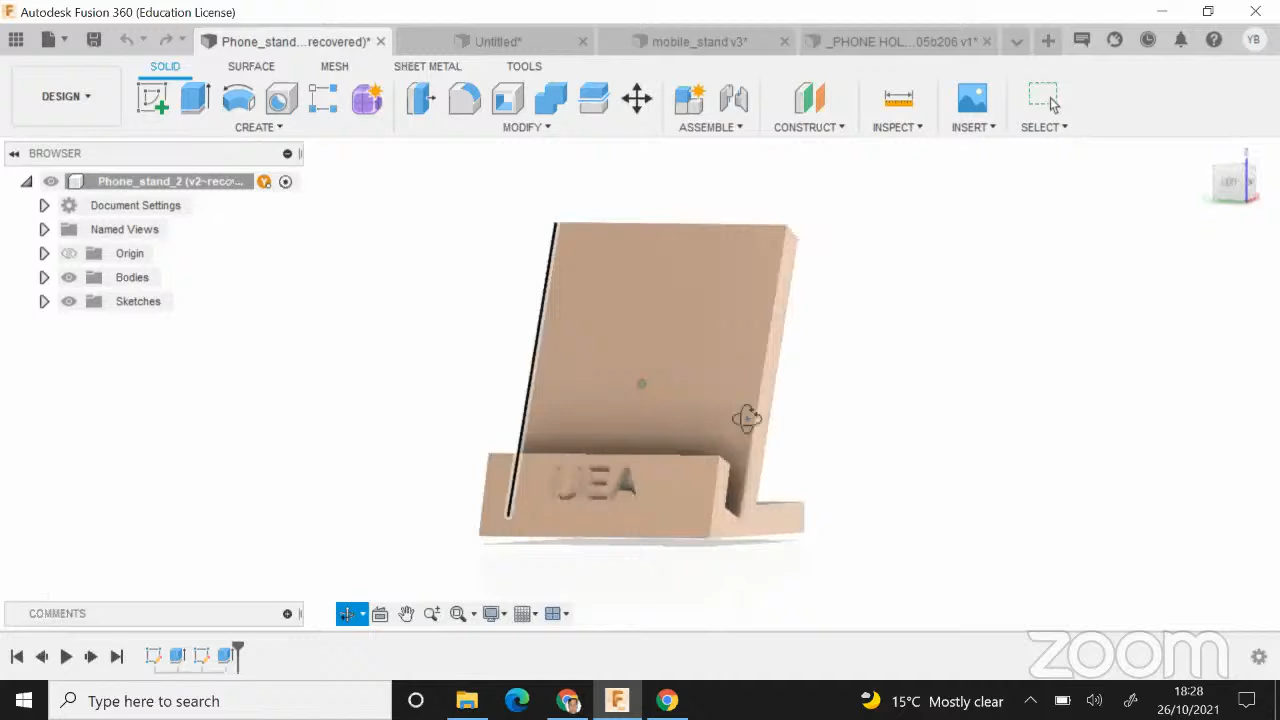 Autodesk Fusion 360 (Education License)
Phone_stand...recovered)*
Untitled*
mobile_stand v3*
_PHONE HOL...05b206 v1*
YB
SOLID
SURFACE
MESH
SHEET METAL
TOOLS
DESIGN
CREATE
MODIFY
ASSEMBLE
CONSTRUCT
INSPECT
INSERT
SELECT
BROWSER
Phone_stand_2 (v2~reco...
Document Settings
Named Views
Origin
Bodies
Sketches
UEA
COMMENTS
zoom
Type here to search
15°C Mostly clear
18:28
26/10/2021